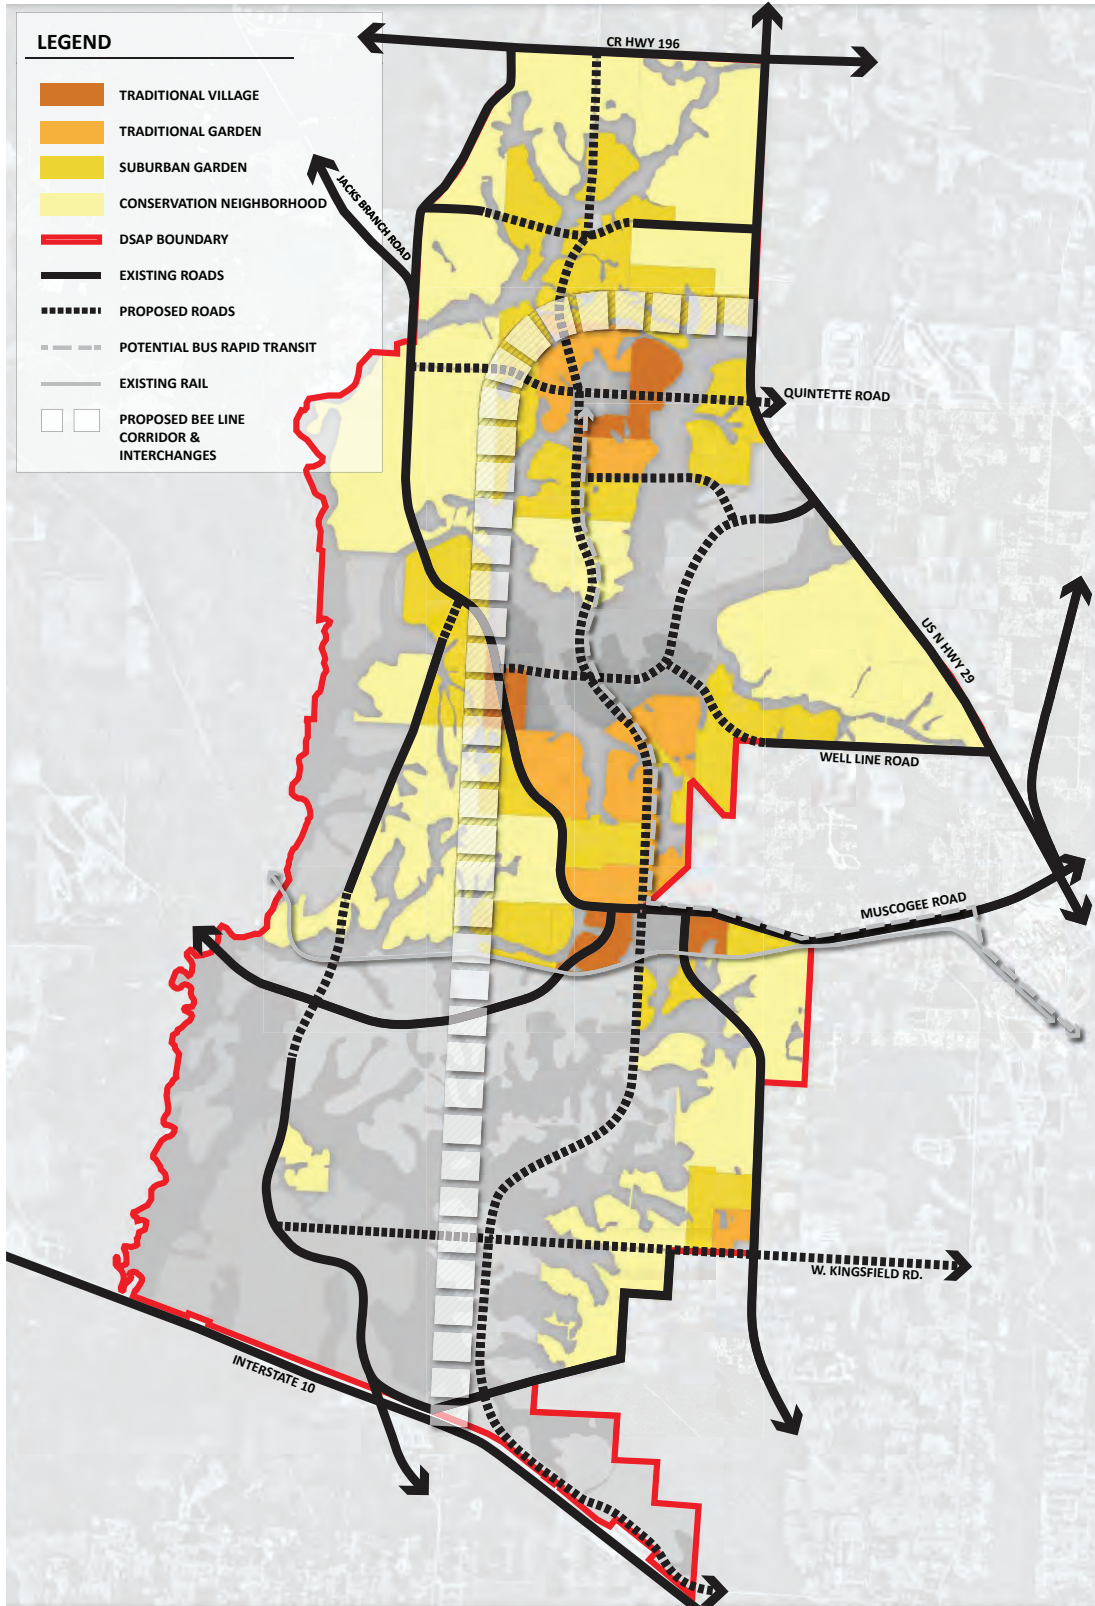 LEGEND
TRADITIONAL VILLAGE
TRADITIONAL GARDEN
SUBURBAN GARDEN
CONSERVATION NEIGHBORHOOD
DSAP BOUNDARY
EXISTING ROADS
PROPOSED ROADS
POTENTIAL BUS RAPID TRANSIT
EXISTING RAIL
PROPOSED BEE LINE
CORRIDOR &
INTERCHANGES
CR HWY 196
JACKS BRANCH ROAD
QUINTETTE ROAD
US N HWY 29
WELL LINE ROAD
MUSCOGEE ROAD
W. KINGSFIELD RD.
INTERSTATE 10